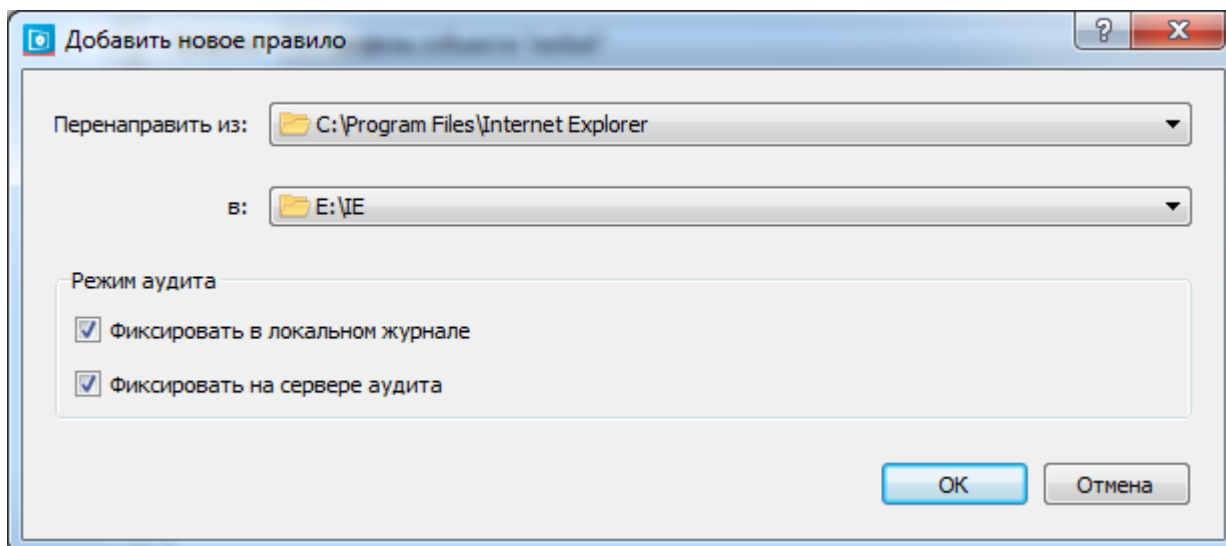 Добавить новое правило
Перенаправить из: C:\Program Files\Internet Explorer
в: E:\IE
Режим аудита
Фиксировать в локальном журнале
Фиксировать на сервере аудита
OK Отмена